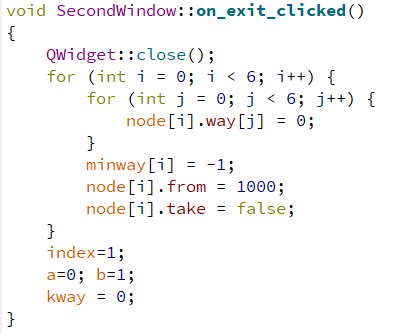 void SecondWindow::on_exit_clicked()
{
    QWidget::close();
    for (int i = 0; i < 6; i++) {
        for (int j = 0; j < 6; j++) {
            node[i].way[j] = 0;
        }
        minway[i] = -1;
        node[i].from = 1000;
        node[i].take = false;
    }
    index=1;
    a=0; b=1;
    kway = 0;
}